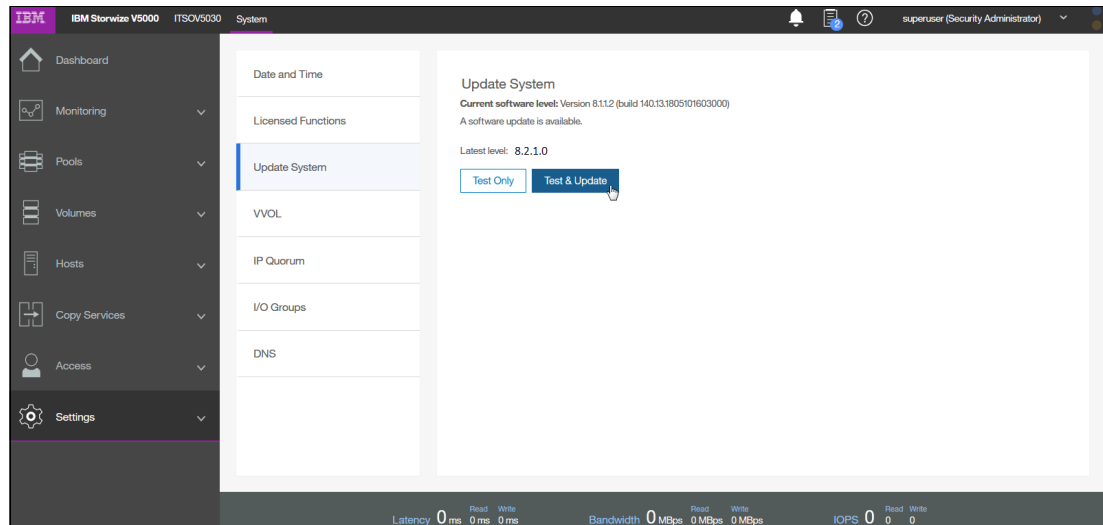 IBM IBM Storwize V5000 ITSOV5030 System 2 ? superuser (Security Administrator)
Dashboard
Monitoring
Pools
Volumes
Hosts
Copy Services
Access
Settings
Date and Time
Licensed Functions
Update System
VVOL
IP Quorum
I/O Groups
DNS
Update System
Current software level: Version 8.1.1.2 (build 140.13.1805101603000)
A software update is available.
Latest level: 8.2.1.0
Test Only Test & Update
Latency 0 ms Read 0 ms Write 0 ms Bandwidth 0 MBps Read 0 MBps Write 0 MBps IOPS 0 Read 0 Write 0